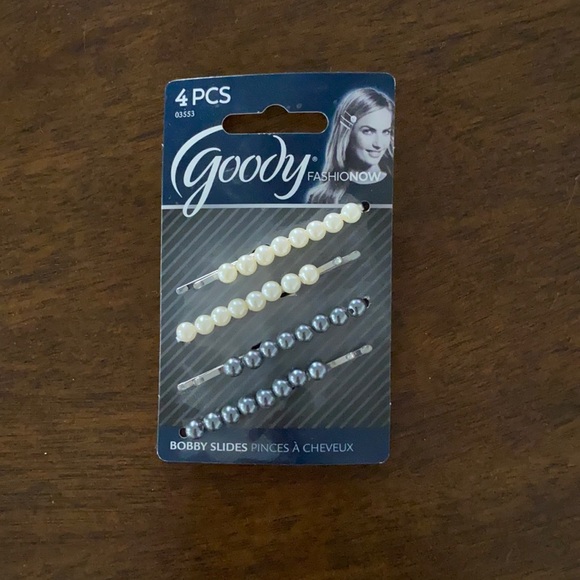 4 PCS
03553
goody®
FASHIONOW
BOBBY SLIDES PINCES À CHEVEUX